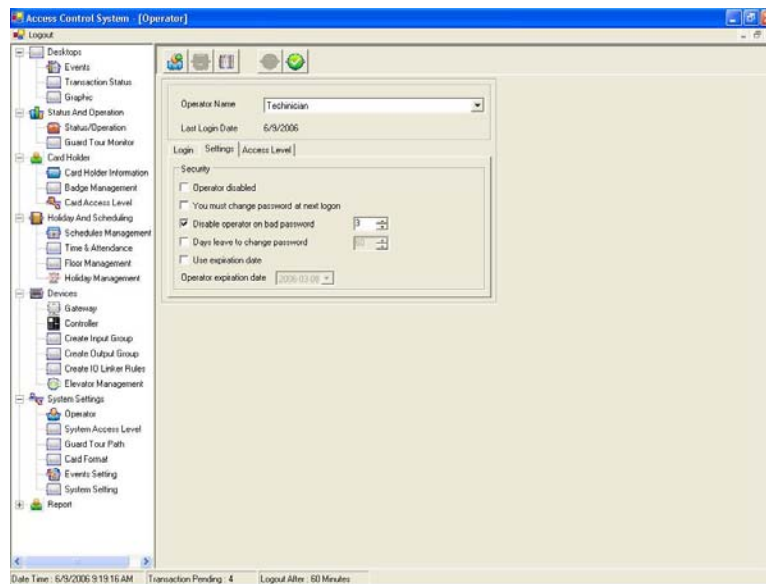 Access Control System - [Operator]
Logout
Desktops
Events
Transaction Status
Graphic
Status And Operation
Status/Operation
Guard Tour Monitor
Card Holder
Card Holder Information
Badge Management
Card Access Level
Holiday And Scheduling
Schedules Management
Time & Attendance
Floor Management
Holiday Management
Devices
Gateway
Controller
Create Input Group
Create Output Group
Create IO Linker Rules
Elevator Management
System Settings
Operator
System Access Level
Guard Tour Path
Card Format
Events Setting
System Setting
Report
Operator Name Techinician
Last Login Date 6/9/2006
Login Settings Access Level
Security
Operator disabled
You must change password at next logon
Disable operator on bad password 3
Days leave to change password
Use expiration date
Operator expiration date 2006-03-08
Date Time : 6/9/2006 9:19:16 AM Transaction Pending : 4 Logout After : 60 Minutes